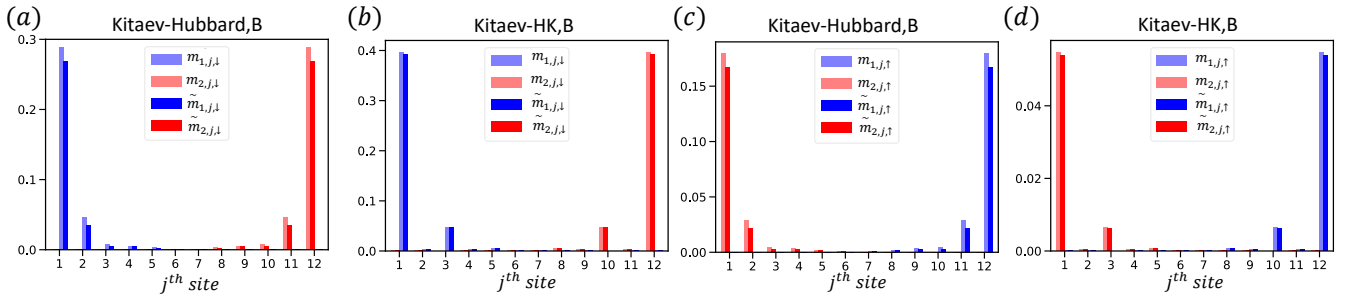 (a)
Kitaev-Hubbard,B
0.3
0.2
0.1
0.0
m1,j,↓
m2,j,↓
m̃1,j,↓
m̃2,j,↓
1 2 3 4 5 6 7 8 9 10 11 12
jth site
(b)
Kitaev-HK,B
0.4
0.3
0.2
0.1
0.0
m1,j,↓
m2,j,↓
m̃1,j,↓
m̃2,j,↓
1 2 3 4 5 6 7 8 9 10 11 12
jth site
(c)
Kitaev-Hubbard,B
0.15
0.10
0.05
0.00
m1,j,↑
m2,j,↑
m̃1,j,↑
m̃2,j,↑
1 2 3 4 5 6 7 8 9 10 11 12
jth site
(d)
Kitaev-HK,B
0.04
0.02
0.00
m1,j,↑
m2,j,↑
m̃1,j,↑
m̃2,j,↑
1 2 3 4 5 6 7 8 9 10 11 12
jth site